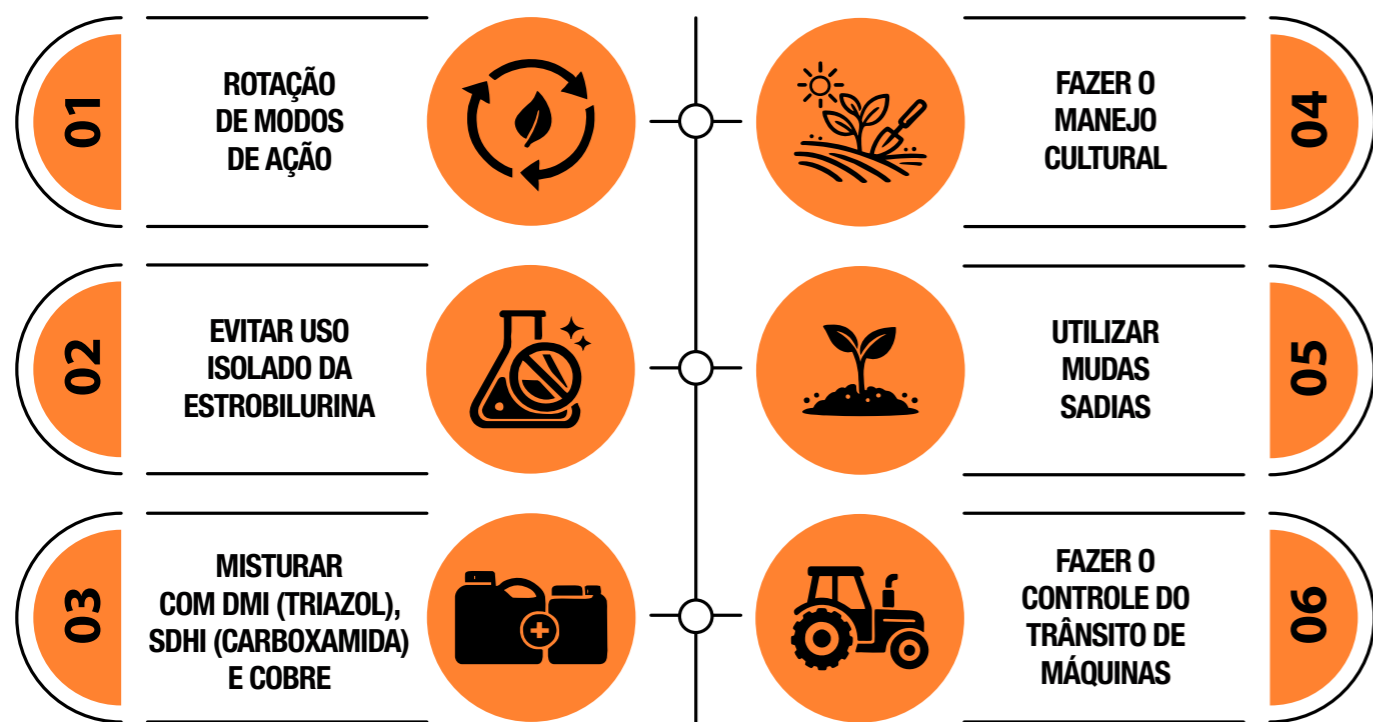 01
ROTAÇÃO
DE MODOS
DE AÇÃO
02
EVITAR USO
ISOLADO DA
ESTROBILURINA
03
MISTURAR
COM DMI (TRIAZOL),
SDHI (CARBOXAMIDA)
E COBRE
04
FAZER O
MANEJO
CULTURAL
05
UTILIZAR
MUDAS
SADIAS
06
FAZER O
CONTROLE DO
TRÂNSITO DE
MÁQUINAS